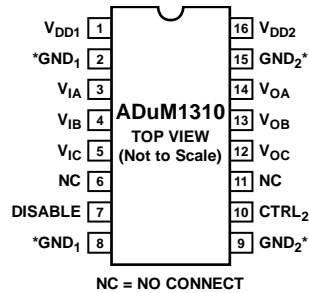 VDD1 1 16 VDD2
*GND1 2 15 GND2*
VIA 3 14 VOA
ADuM1310
VIB 4 13 VOB
TOP VIEW
VIC 5 12 VOC
(Not to Scale)
NC 6 11 NC
DISABLE 7 10 CTRL2
*GND1 8 9 GND2*
NC = NO CONNECT